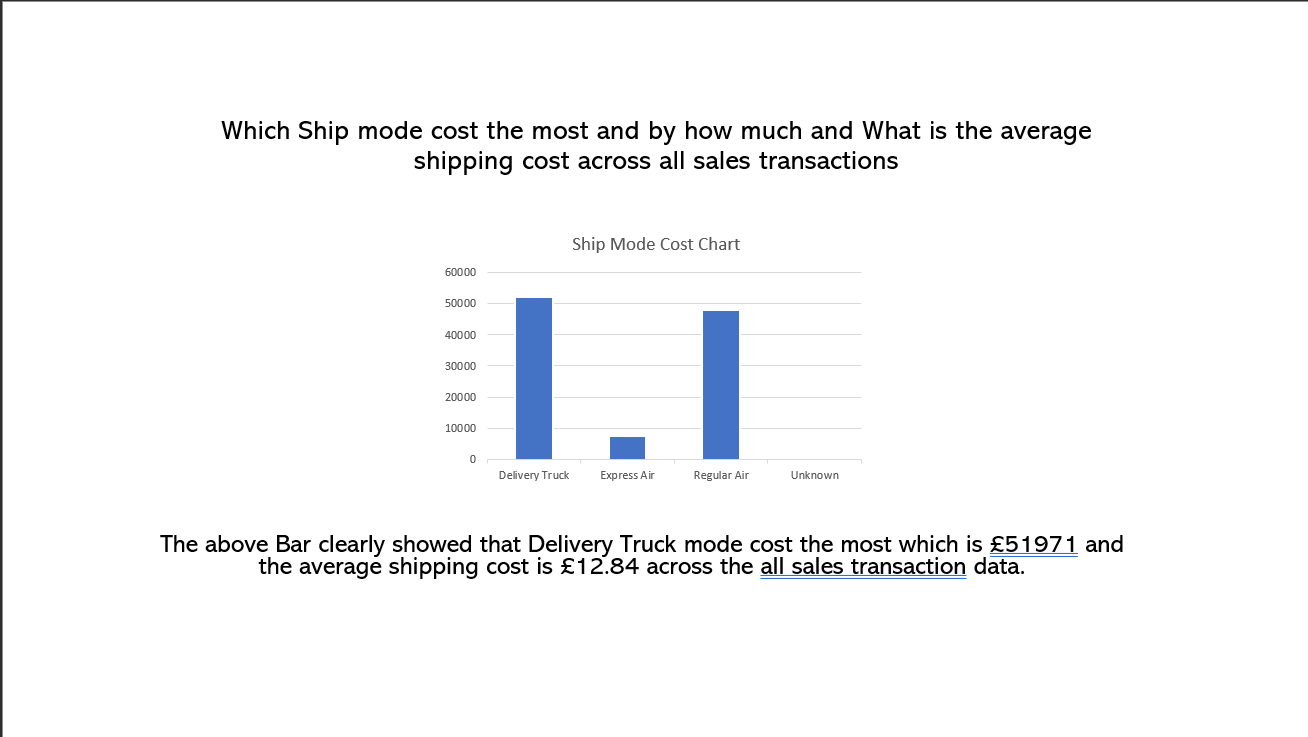 Which Ship mode cost the most and by how much and What is the average
shipping cost across all sales transactions
Ship Mode Cost Chart
60000
50000
40000
30000
20000
10000
0
Delivery Truck
Express Air
Regular Air
Unknown
The above Bar clearly showed that Delivery Truck mode cost the most which is £51971 and
the average shipping cost is £12.84 across the all sales transaction data.